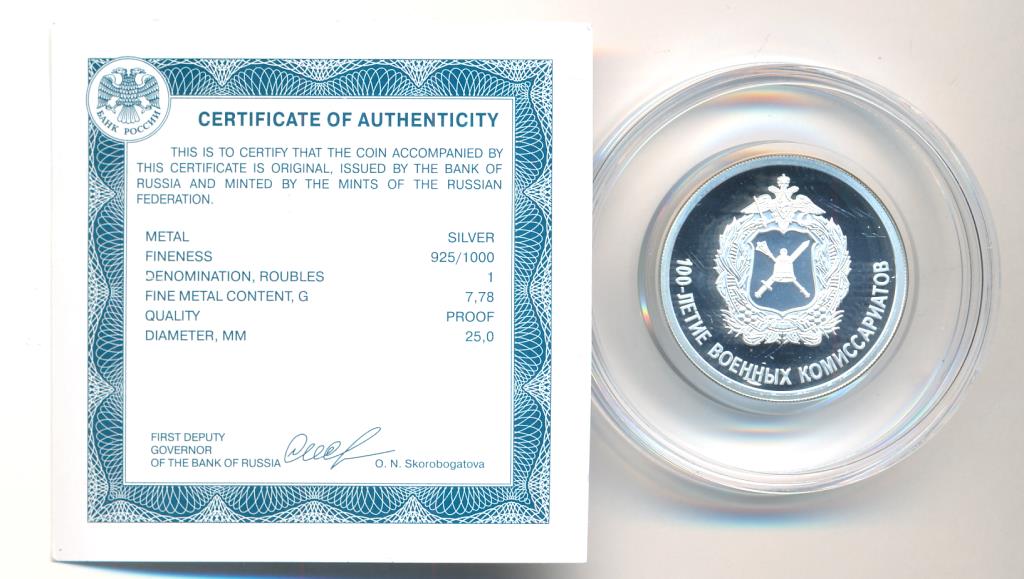 БАНК РОССИИ
CERTIFICATE OF AUTHENTICITY
THIS IS TO CERTIFY THAT THE COIN ACCOMPANIED BY
THIS CERTIFICATE IS ORIGINAL, ISSUED BY THE BANK OF
RUSSIA AND MINTED BY THE MINTS OF THE RUSSIAN
FEDERATION.
METAL SILVER
FINENESS 925/1000
DENOMINATION, ROUBLES 1
FINE METAL CONTENT, G 7,78
QUALITY PROOF
DIAMETER, MM 25,0
FIRST DEPUTY
GOVERNOR
OF THE BANK OF RUSSIA O. N. Skorobogatova
100-ЛЕТИЕ ВОЕННЫХ КОМИССАРИАТОВ